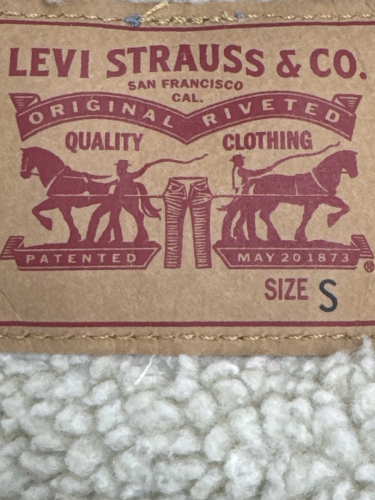 LEVI STRAUSS & CO.
SAN FRANCISCO
CAL.
ORIGINAL RIVETED
QUALITY CLOTHING
PATENTED MAY 20 1873
®
SIZE S